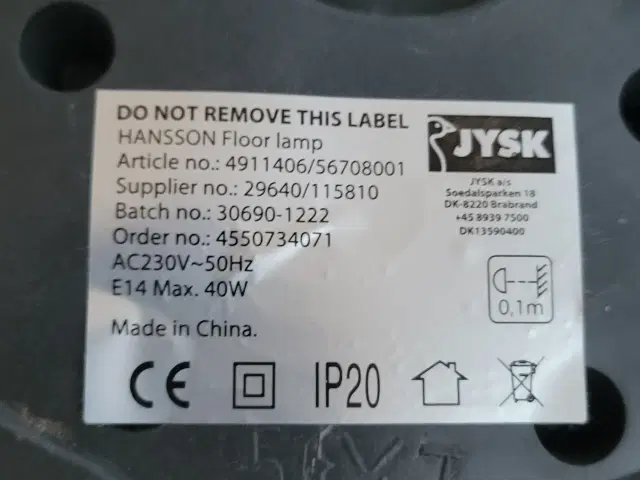 DO NOT REMOVE THIS LABEL
HANSSON Floor lamp
Article no.: 4911406/56708001
Supplier no.: 29640/115810
Batch no.: 30690-1222
Order no.: 4550734071
AC230V~50Hz
E14 Max. 40W
Made in China.
JYSK
JYSK a/s
Soedalsparken 18
DK-8220 Brabrand
+45 8939 7500
DK13590400
0,1m
CE
IP20